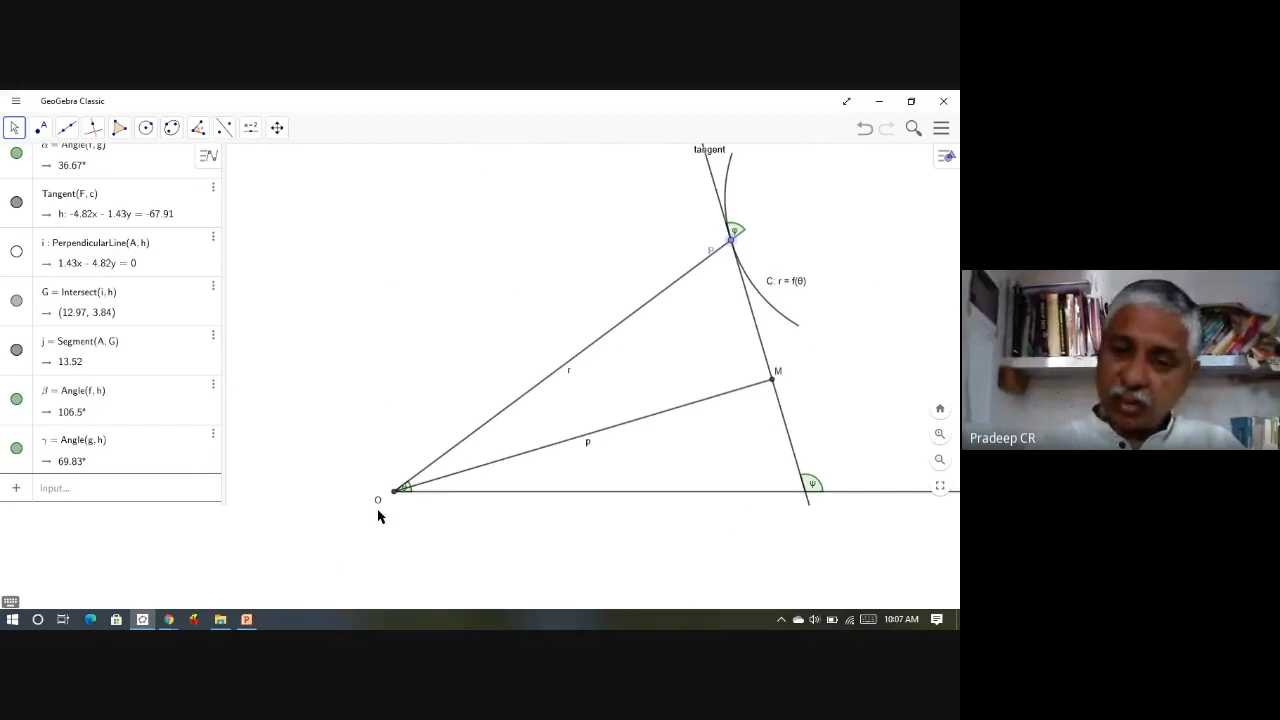 GeoGebra Classic
α = Angle(f, g)
→ 36.67°
Tangent(F, c)
→ h: -4.82x - 1.43y = -67.91
i : PerpendicularLine(A, h)
→ 1.43x - 4.82y = 0
G = Intersect(i, h)
→ (12.97, 3.84)
j = Segment(A, G)
→ 13.52
β = Angle(f, h)
→ 106.5°
γ = Angle(g, h)
→ 69.83°
+ Input...
tangent
φ
P
C: r = f(θ)
r
M
p
θ
ψ
O
Pradeep CR
10:07 AM